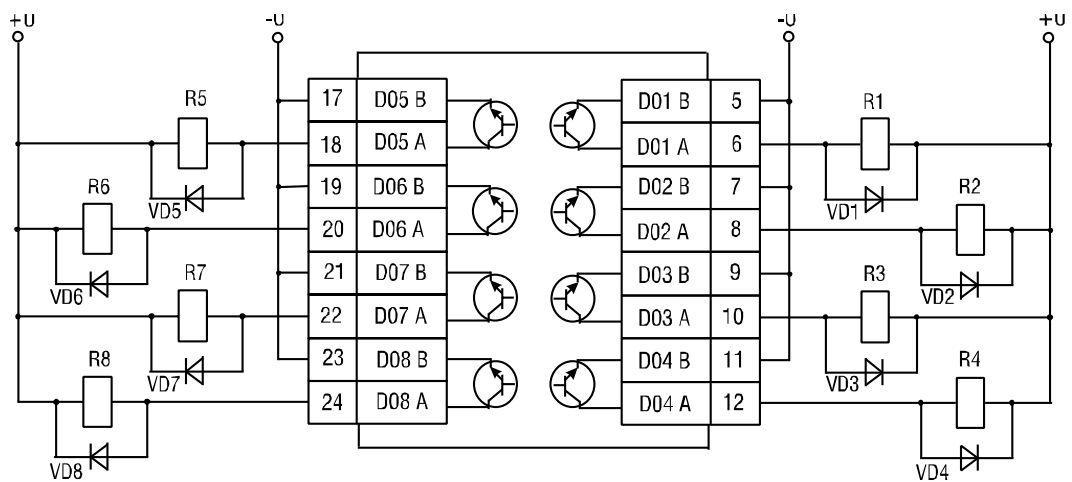 +U -U -U +U
17 D05 B D01 B 5
R5 R1
18 D05 A D01 A 6
R6 19 D06 B D02 B 7 R2
VD5 VD1
20 D06 A D02 A 8
R7 21 D07 B D03 B 9 R3
VD6 VD2
22 D07 A D03 A 10
R8 23 D08 B D04 B 11 R4
VD7 VD3
24 D08 A D04 A 12
VD8 VD4